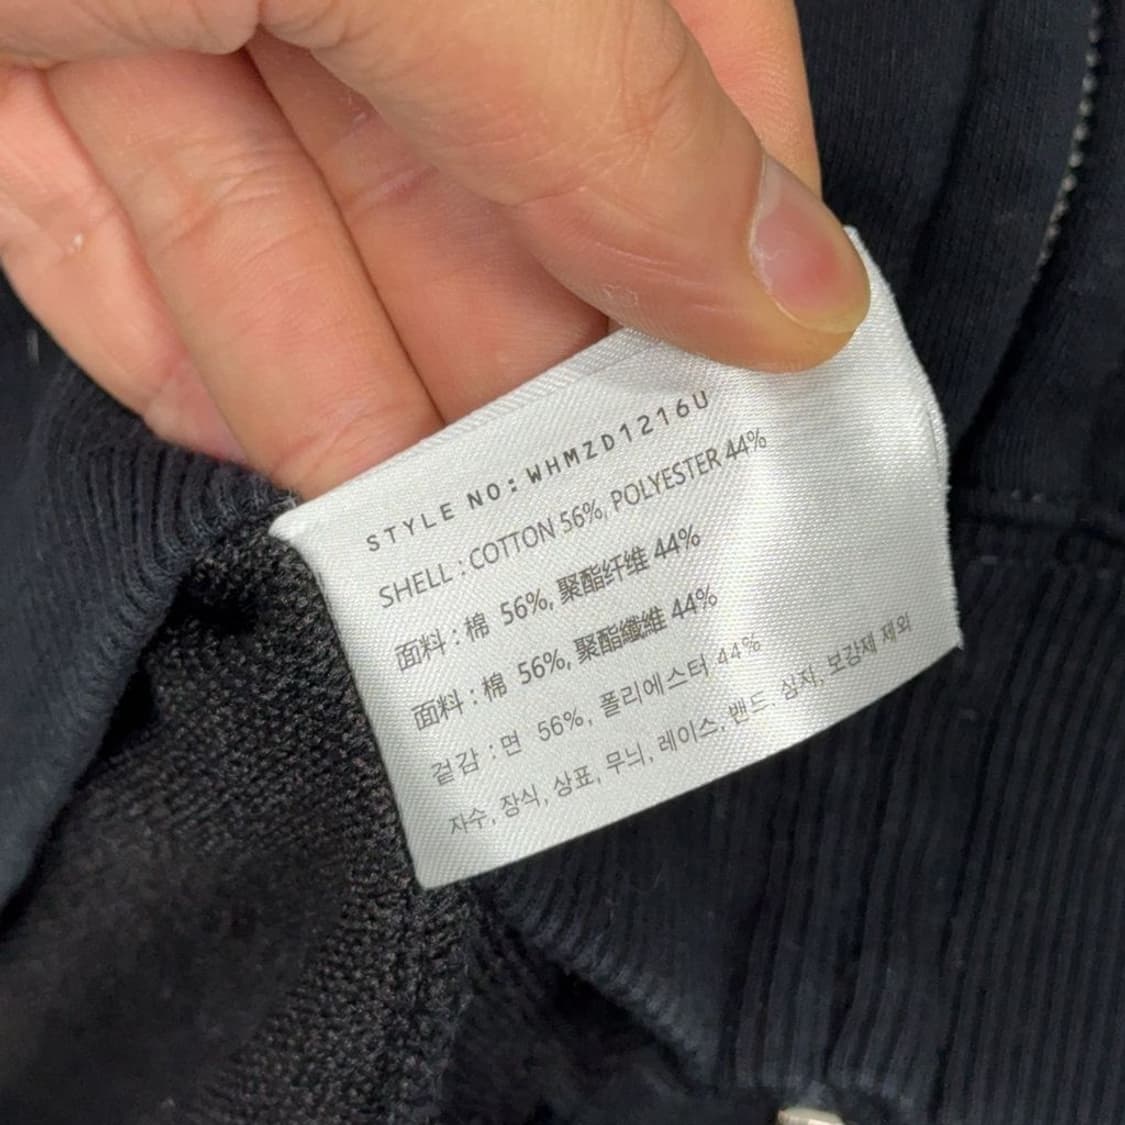 STYLE NO: WHMZD1216U
SHELL : COTTON 56%, POLYESTER 44%
面料 : 棉 56%, 聚酯纤维 44%
面料 : 棉 56%, 聚酯纖維 44%
겉감 : 면 56%, 폴리에스터 44%
자수, 장식, 상표, 무늬, 레이스, 밴드. 심지, 보강제 제외